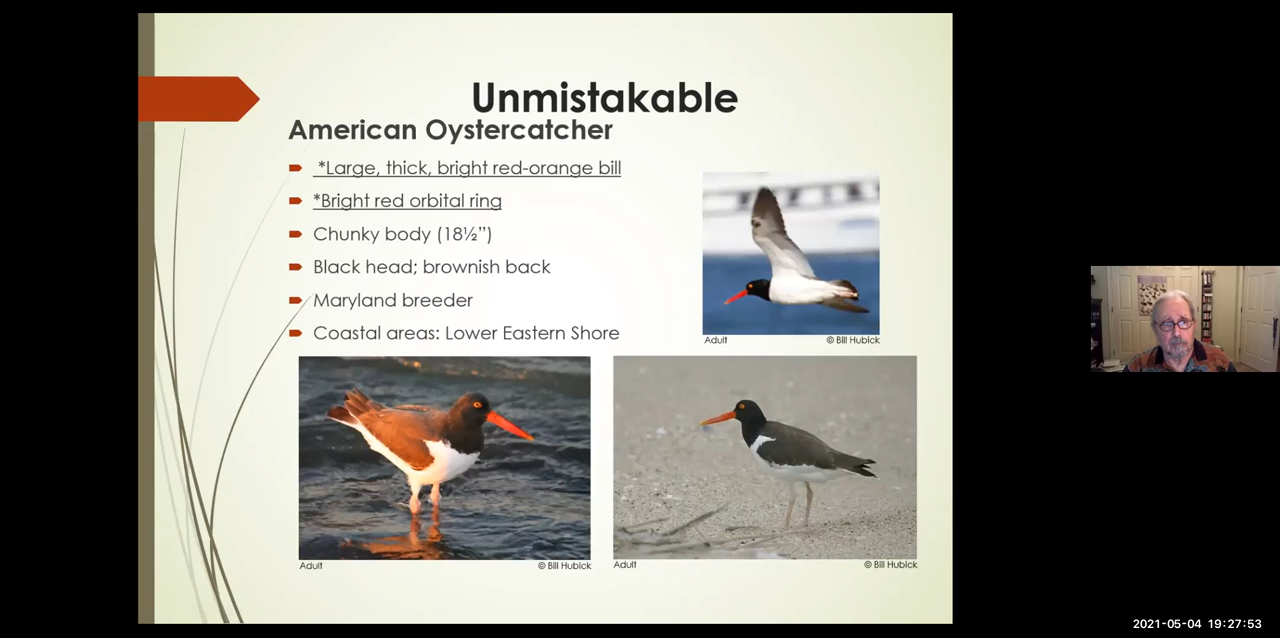 Unmistakable
American Oystercatcher
*Large, thick, bright red-orange bill
*Bright red orbital ring
Chunky body (18½”)
Black head; brownish back
Maryland breeder
Coastal areas: Lower Eastern Shore
Adult © Bill Hubick
Adult © Bill Hubick
Adult © Bill Hubick
2021-05-04 19:27:53